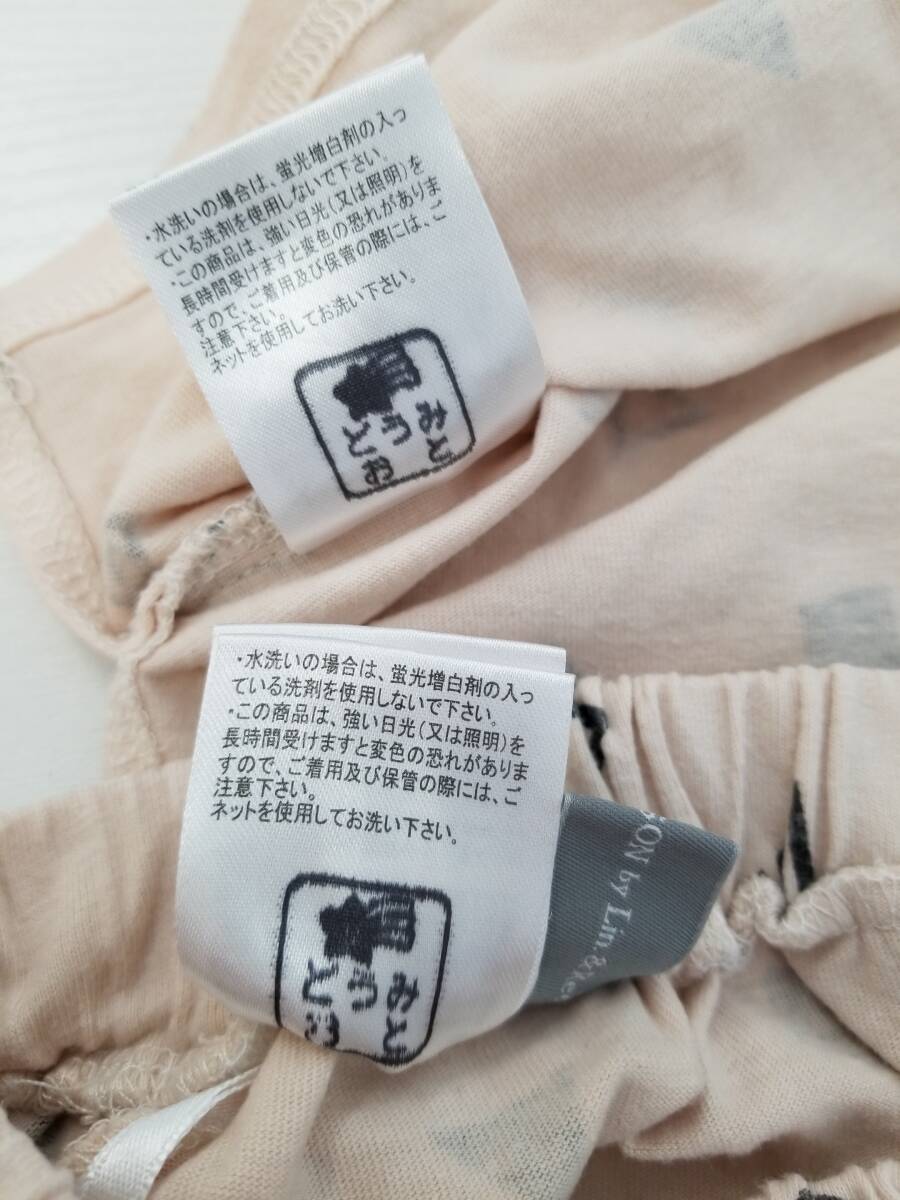 ・水洗いの場合は、蛍光増白剤の入っ
ている洗剤を使用しないで下さい。
・この商品は、強い日光(又は照明)を
長時間受けますと変色の恐れがありま
すので、ご着用及び保管の際には、ご
注意下さい。
ネットを使用してお洗い下さい。
みと
う
どお
・水洗いの場合は、蛍光増白剤の入っ
ている洗剤を使用しないで下さい。
・この商品は、強い日光(又は照明)を
長時間受けますと変色の恐れがありま
すので、ご着用及び保管の際には、ご
注意下さい。
ネットを使用してお洗い下さい。
みと
う
ON by Lin.&